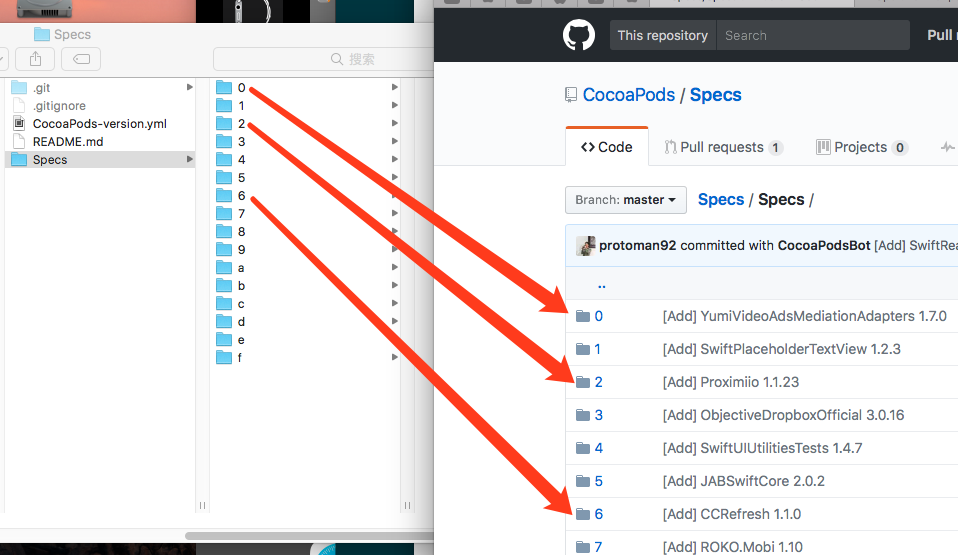 Specs
搜索
.git
.gitignore
CocoaPods-version.yml
README.md
Specs
0
1
2
3
4
5
6
7
8
9
a
b
c
d
e
f
This repository
Search
Pull r
CocoaPods / Specs
Code
Pull requests 1
Projects 0
Branch: master
Specs / Specs /
protoman92 committed with CocoaPodsBot [Add] SwiftRea
..
0 [Add] YumiVideoAdsMediationAdapters 1.7.0
1 [Add] SwiftPlaceholderTextView 1.2.3
2 [Add] Proximiio 1.1.23
3 [Add] ObjectiveDropboxOfficial 3.0.16
4 [Add] SwiftUIUtilitiesTests 1.4.7
5 [Add] JABSwiftCore 2.0.2
6 [Add] CCRefresh 1.1.0
7 [Add] ROKO.Mobi 1.10